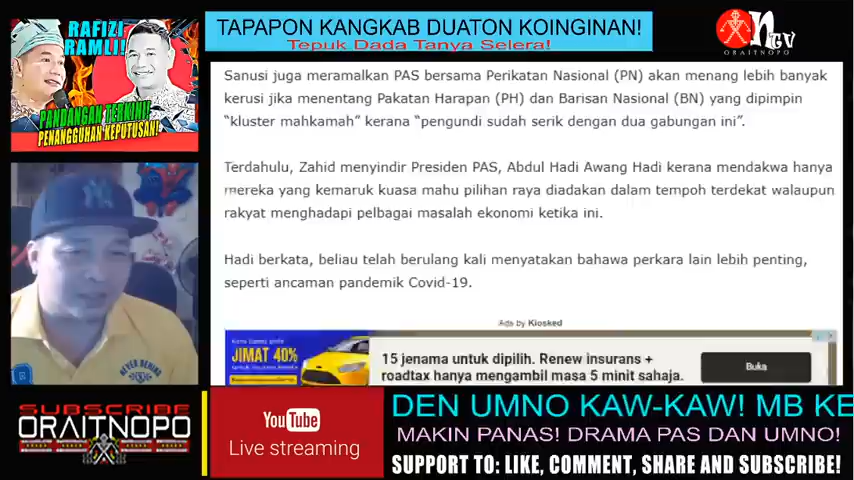 RAFIZI
RAMLI!
PANDANGAN TERKINI!
PENANGGUHAN KEPUTUSAN!
TAPAPON KANGKAB DUATON KOINGINAN!
Tepuk Dada Tanya Selera!
nTV
ORAITNOPO
Sanusi juga meramalkan PAS bersama Perikatan Nasional (PN) akan menang lebih banyak
kerusi jika menentang Pakatan Harapan (PH) dan Barisan Nasional (BN) yang dipimpin
“kluster mahkamah” kerana “pengundi sudah serik dengan dua gabungan ini”.
Terdahulu, Zahid menyindir Presiden PAS, Abdul Hadi Awang Hadi kerana mendakwa hanya
mereka yang kemaruk kuasa mahu pilihan raya diadakan dalam tempoh terdekat walaupun
rakyat menghadapi pelbagai masalah ekonomi ketika ini.
Hadi berkata, beliau telah berulang kali menyatakan bahawa perkara lain lebih penting,
seperti ancaman pandemik Covid-19.
Ads by Kiosked
JIMAT 40%
15 jenama untuk dipilih. Renew insurans +
roadtax hanya mengambil masa 5 minit sahaja.
Buka
NEVER BEHIND
SUBSCRIBE
ORAITNOPO
YouTube
Live streaming
DEN UMNO KAW-KAW! MB KE
MAKIN PANAS! DRAMA PAS DAN UMNO!
SUPPORT TO: LIKE, COMMENT, SHARE AND SUBSCRIBE!